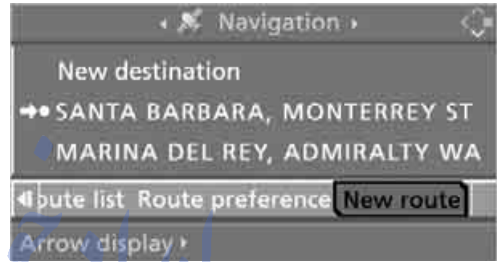 Navigation
New destination
SANTA BARBARA, MONTERREY ST
MARINA DEL REY, ADMIRALTY WA
oute list Route preference New route
Arrow display